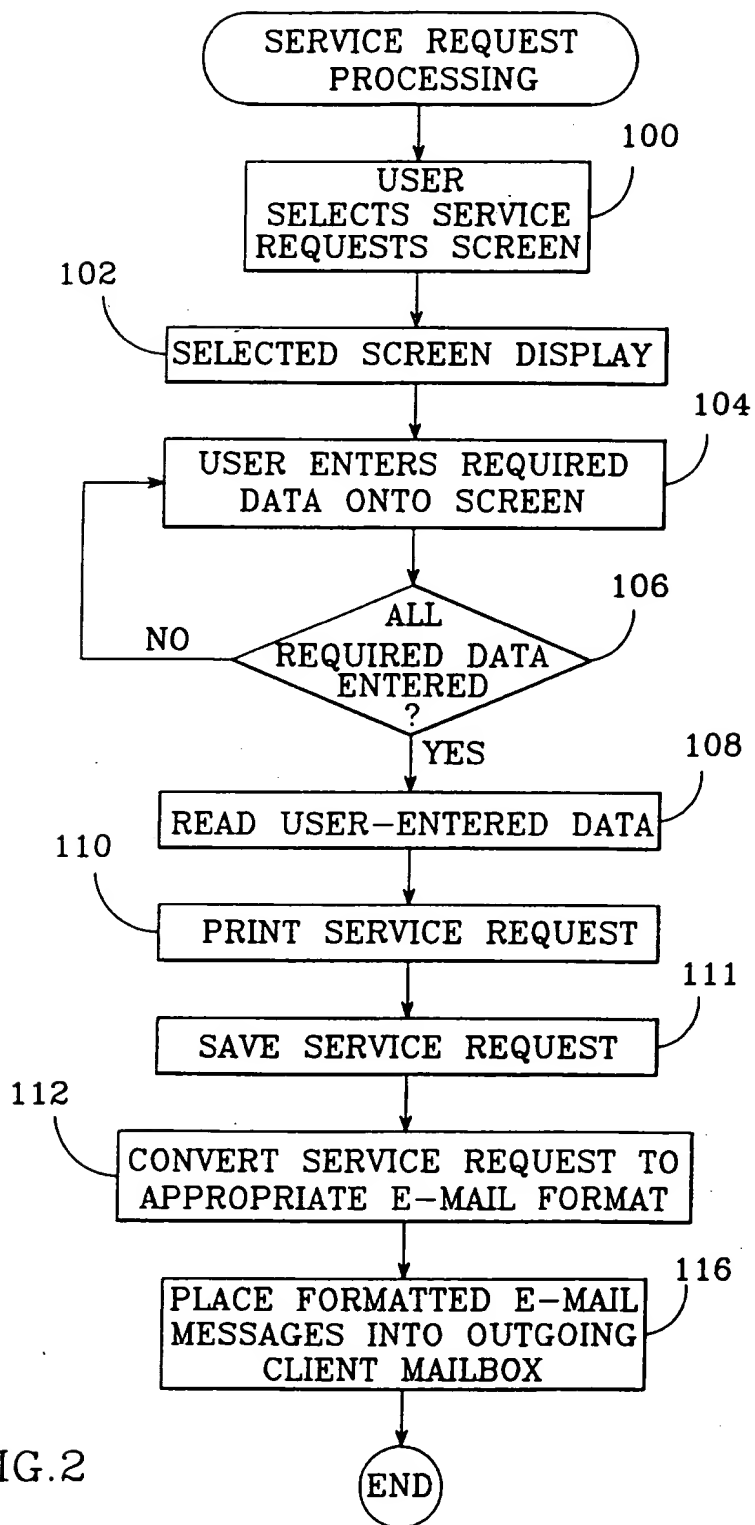 SERVICE REQUEST
PROCESSING
100
USER
SELECTS SERVICE
REQUESTS SCREEN
102
SELECTED SCREEN DISPLAY
104
USER ENTERS REQUIRED
DATA ONTO SCREEN
106
ALL
REQUIRED DATA
ENTERED
?
NO
YES
108
READ USER-ENTERED DATA
110
PRINT SERVICE REQUEST
111
SAVE SERVICE REQUEST
112
CONVERT SERVICE REQUEST TO
APPROPRIATE E-MAIL FORMAT
116
PLACE FORMATTED E-MAIL
MESSAGES INTO OUTGOING
CLIENT MAILBOX
END
IG.2